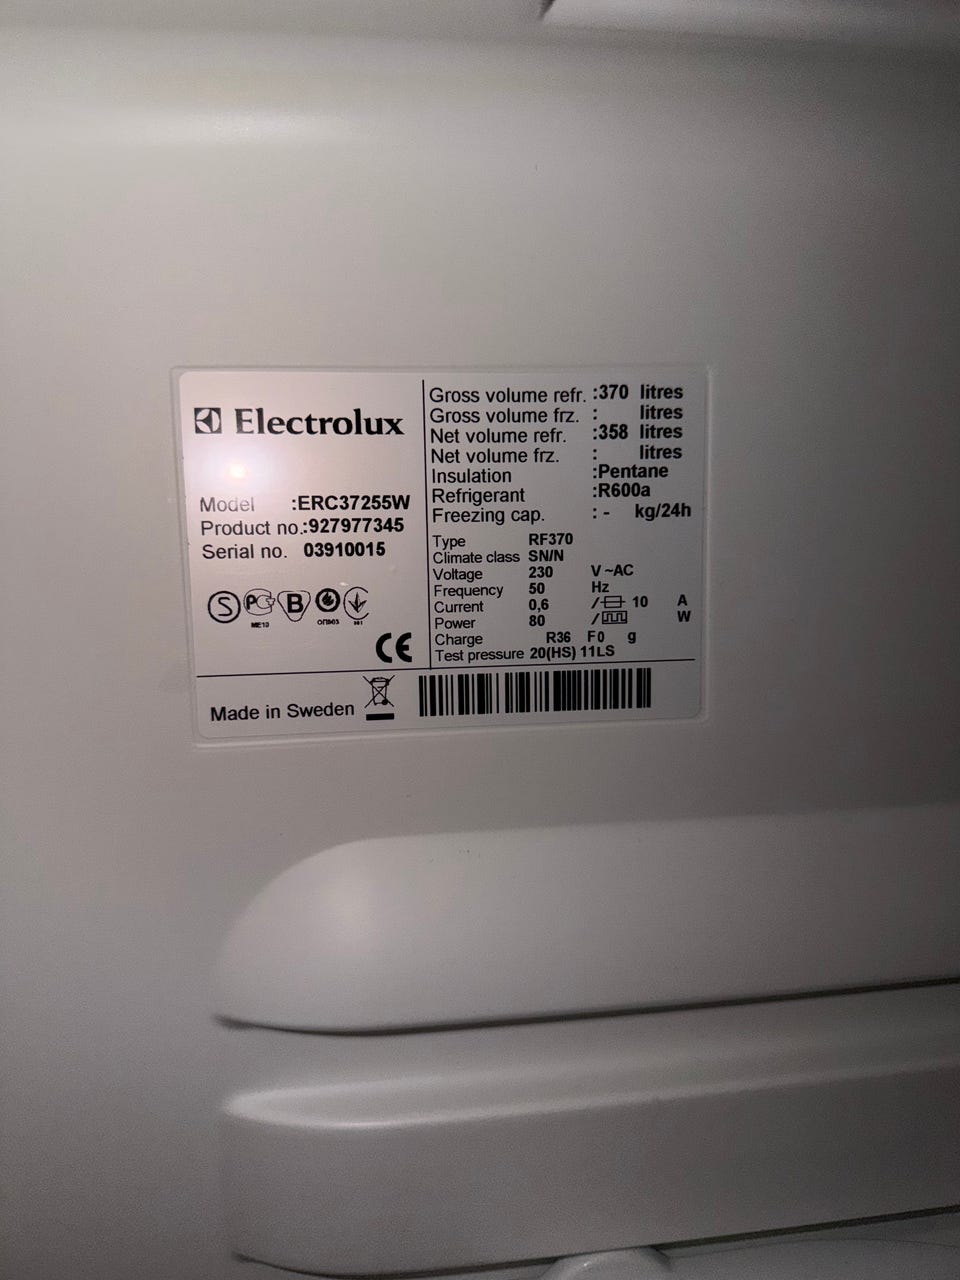 Electrolux
Model :ERC37255W
Product no.:927977345
Serial no. 03910015
S PC B
ME10 ОП003
CE
Made in Sweden
Gross volume refr. :370 litres
Gross volume frz. : litres
Net volume refr. :358 litres
Net volume frz. : litres
Insulation :Pentane
Refrigerant :R600a
Freezing cap. : - kg/24h
Type RF370
Climate class SN/N
Voltage 230 V ~AC
Frequency 50 Hz
Current 0,6 / 10 A
Power 80 / W
Charge R36 F0 g
Test pressure 20(HS) 11LS